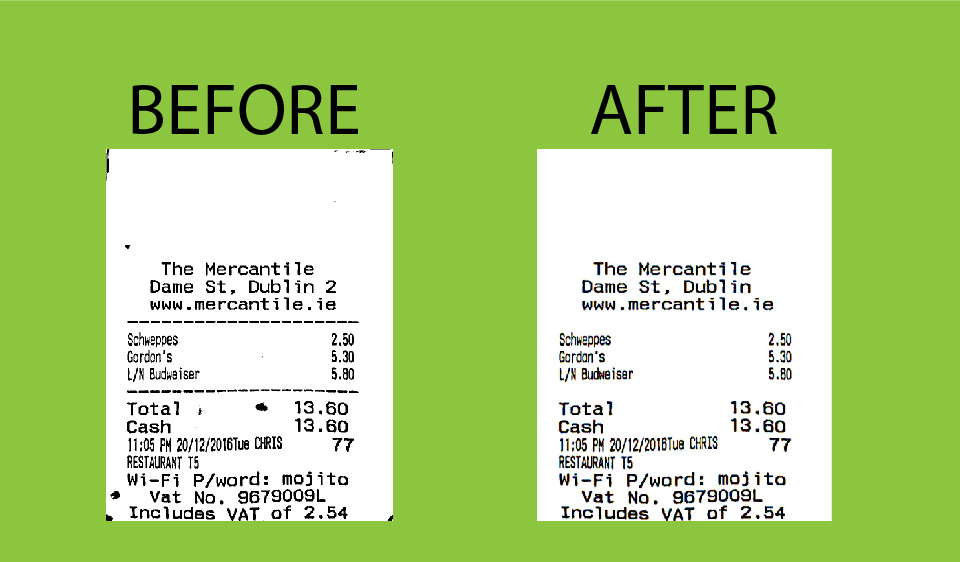 BEFORE
The Mercantile
Dame St, Dublin 2
www.mercantile.ie
Schweppes 2.50
Gordon's 5.30
L/N Budweiser 5.80
Total 13.60
Cash 13.60
11:05 PM 20/12/2016Tue CHRIS 77
RESTAURANT T5
Wi-Fi P/word: mojito
Vat No. 9679009L
Includes VAT of 2.54
AFTER
The Mercantile
Dame St, Dublin
www.mercantile.ie
Schweppes 2.50
Gordon's 5.30
L/N Budweiser 5.80
Total 13.60
Cash 13.60
11:05 PM 20/12/2016Tue CHRIS 77
RESTAURANT T5
Wi-Fi P/word: mojito
Vat No. 9679009L
Includes VAT of 2.54